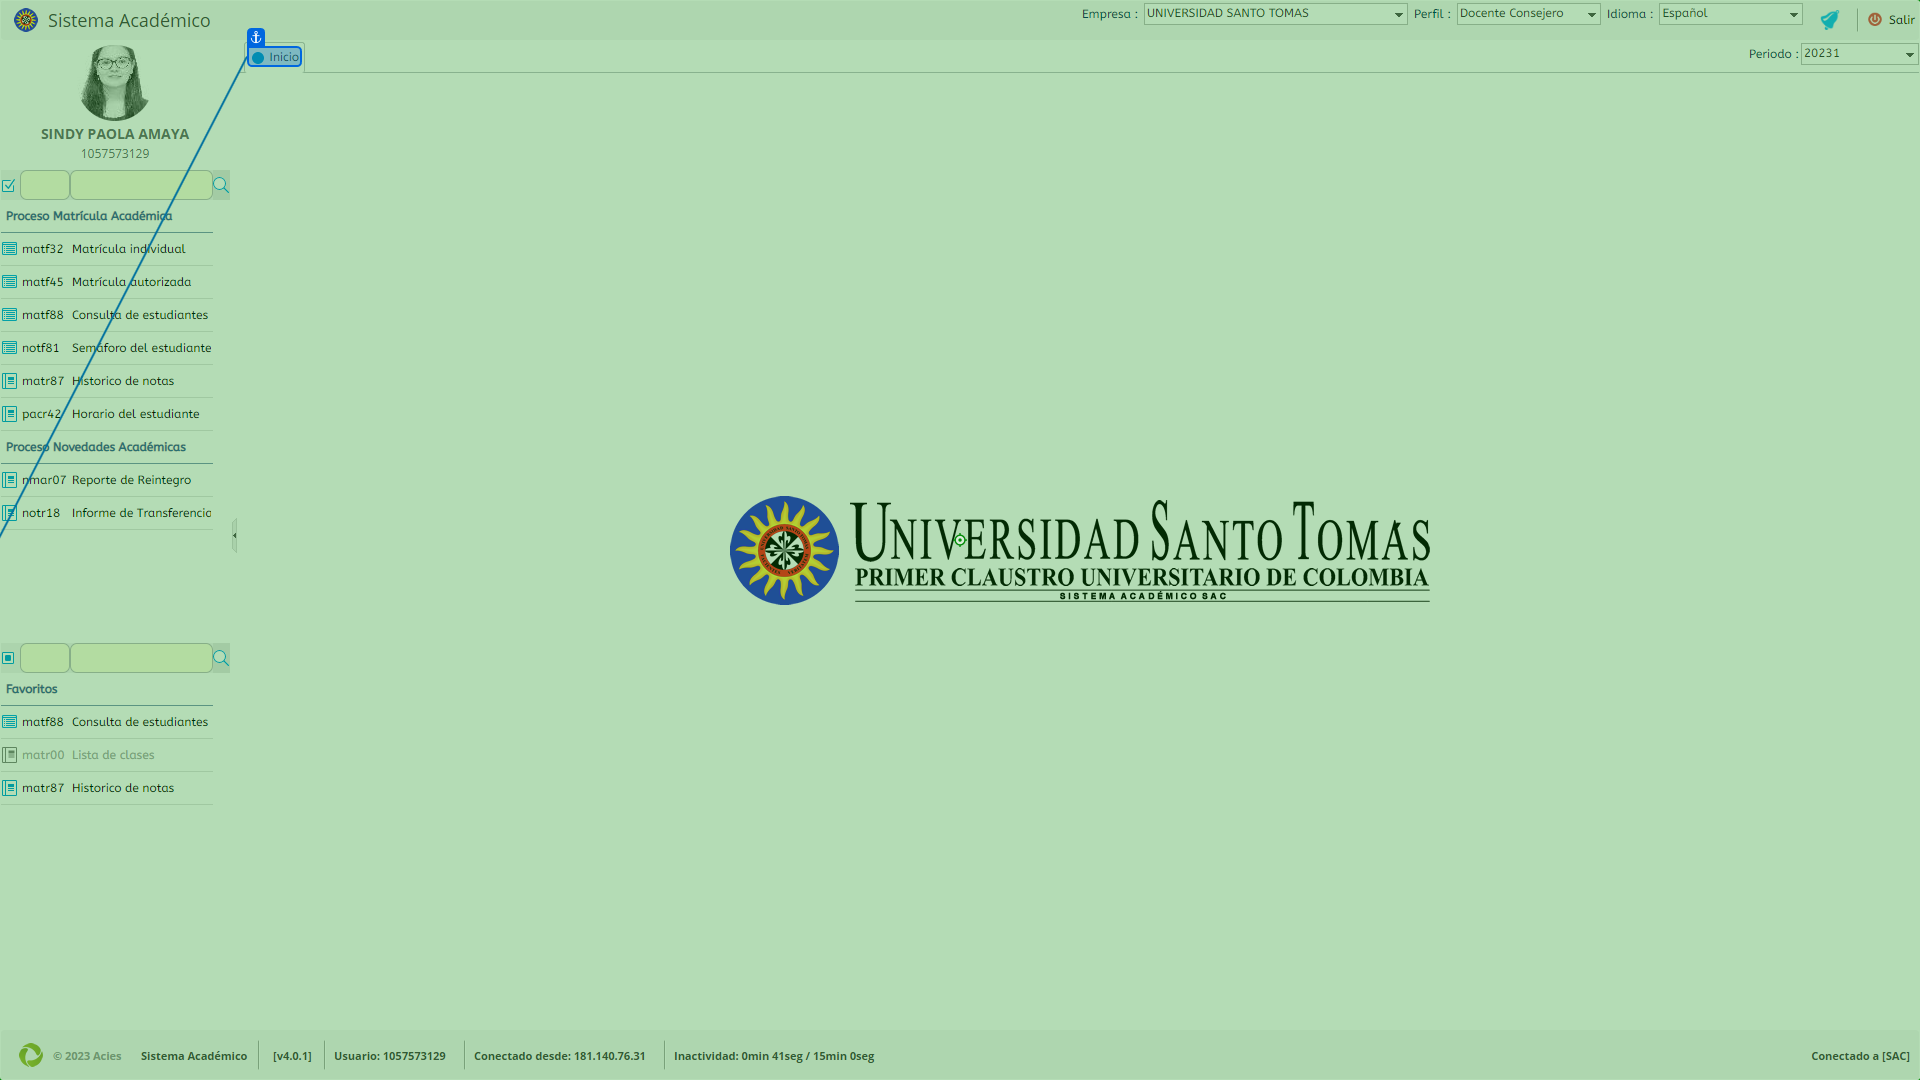 Sistema Académico
Empresa : UNIVERSIDAD SANTO TOMAS Perfil : Docente Consejero Idioma : Español Salir
Inicio
Periodo : 20231
SINDY PAOLA AMAYA
1057573129
Proceso Matrícula Académica
matf32 Matrícula individual
matf45 Matrícula autorizada
matf88 Consulta de estudiantes
notf81 Semáforo del estudiante
matr87 Historico de notas
pacr42 Horario del estudiante
Proceso Novedades Académicas
nmar07 Reporte de Reintegro
notr18 Informe de Transferencia
UNIVERSIDAD SANTO TOMÁS
PRIMER CLAUSTRO UNIVERSITARIO DE COLOMBIA
SISTEMA ACADÉMICO SAC
Favoritos
matf88 Consulta de estudiantes
matr00 Lista de clases
matr87 Historico de notas
© 2023 Acies Sistema Académico [v4.0.1] Usuario: 1057573129 Conectado desde: 181.140.76.31 Inactividad: 0min 41seg / 15min 0seg Conectado a [SAC]